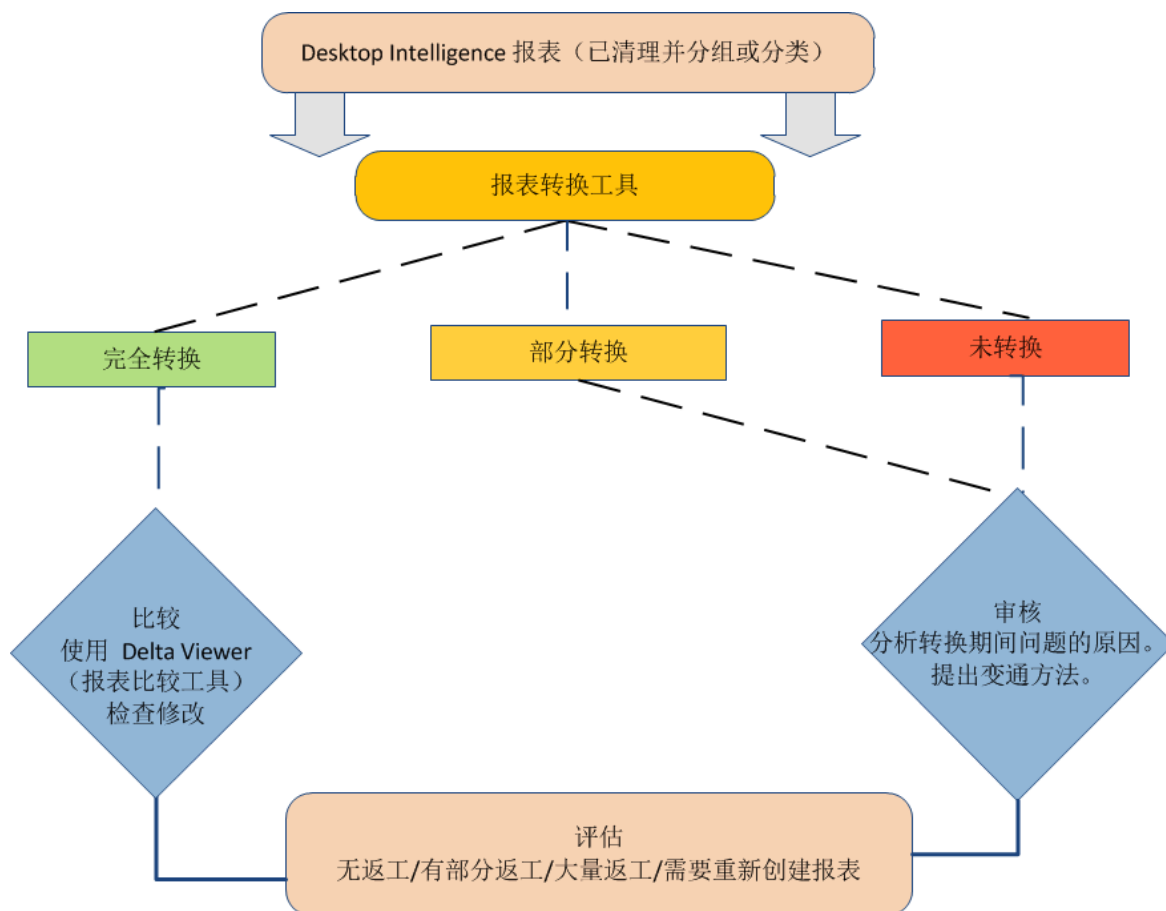 Desktop Intelligence 报表（已清理并分组或分类）
报表转换工具
完全转换
部分转换
未转换
比较
使用 Delta Viewer
（报表比较工具）
检查修改
审核
分析转换期间问题的原因。
提出变通方法。
评估
无返工/有部分返工/大量返工/需要重新创建报表